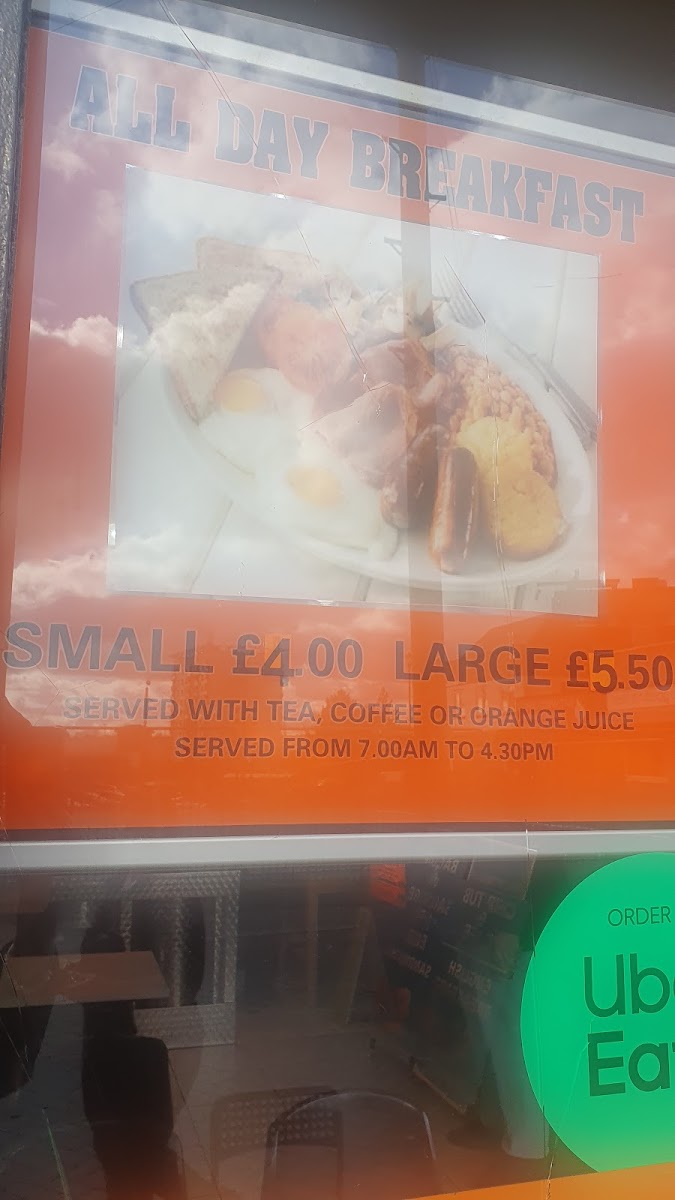 ALL DAY BREAKFAST
SMALL £4.00 LARGE £5.50
SERVED WITH TEA, COFFEE OR ORANGE JUICE
SERVED FROM 7.00AM TO 4.30PM
ORDER
Ub
Ea